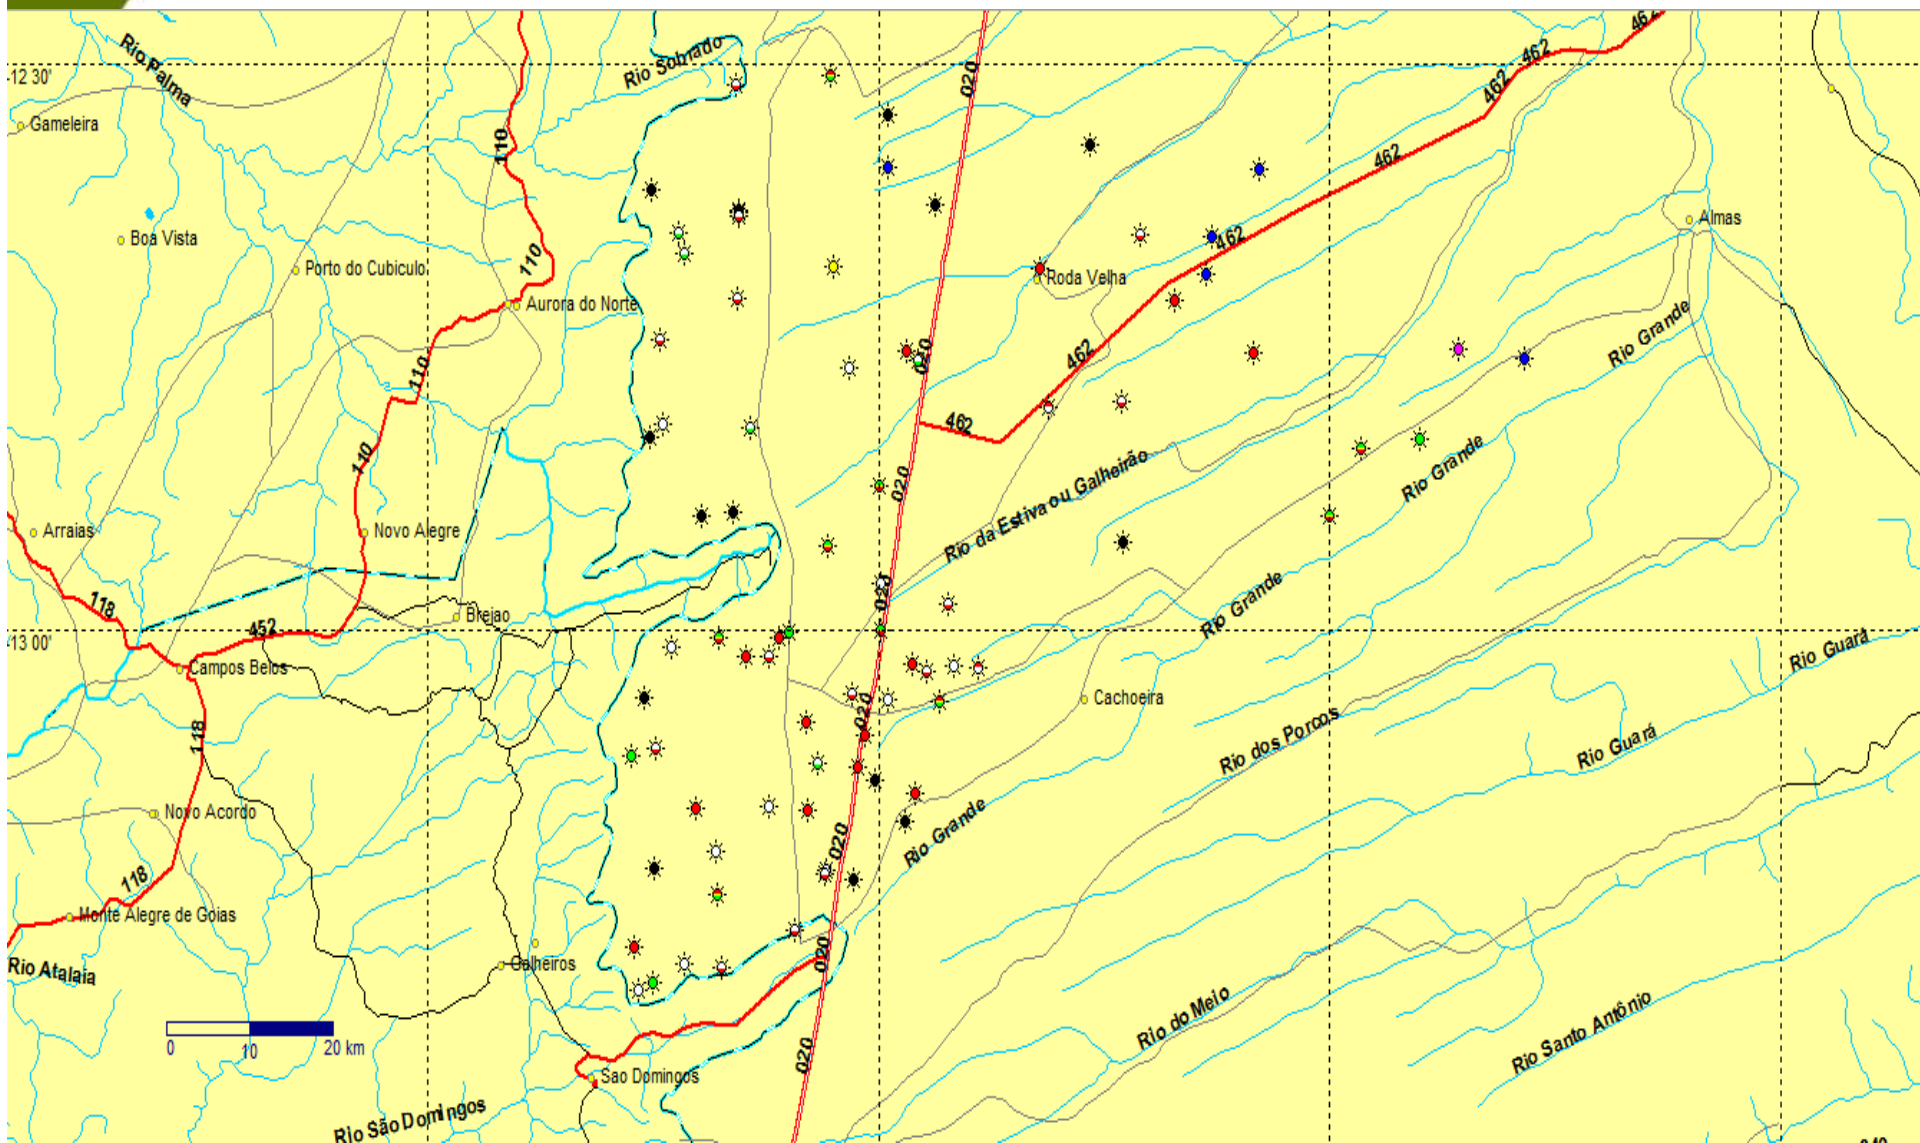 462
462
Rio Palma
Rio Sobrado
12 30'
020
462
Gameleira
110
462
Almas
Boa Vista
462
Porto do Cubiculo
110
Roda Velha
Aurora do Norte
Rio Grande
020
462
110
462
110
Rio Grande
020
Rio da Estiva ou Galheirão
Arraias
Novo Alegre
020
118
Brejao
Rio Grande
452
13 00'
Rio Guará
Campos Belos
Cachoeira
020
118
Rio dos Porcos
Rio Guará
Novo Acordo
020
Rio Grande
118
Monte Alegre de Goias
020
Rio Atalaia
Galheiros
Rio do Meio
Rio Santo Antônio
0 10 20 km
020
Sao Domingos
Rio São Domingos